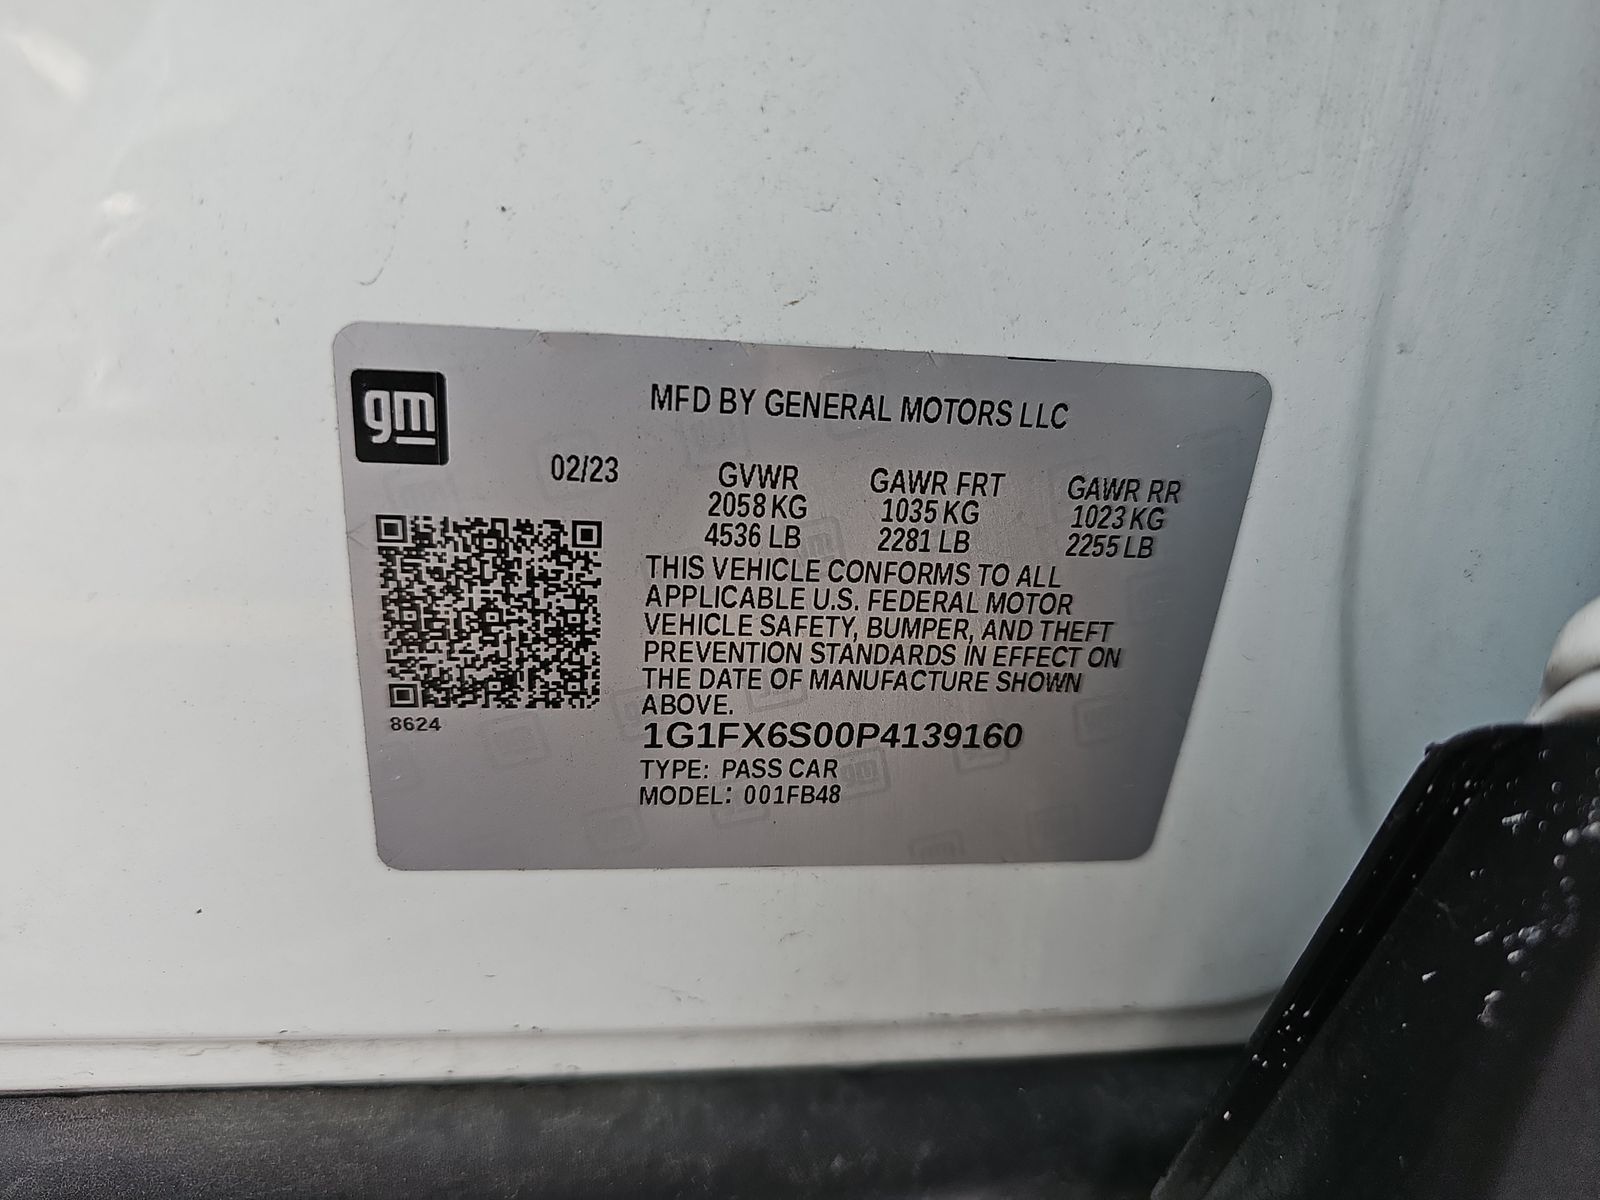 gm
MFD BY GENERAL MOTORS LLC
02/23
GVWR GAWR FRT GAWR RR
2058 KG 1035 KG 1023 KG
4536 LB 2281 LB 2255 LB
THIS VEHICLE CONFORMS TO ALL
APPLICABLE U.S. FEDERAL MOTOR
VEHICLE SAFETY, BUMPER, AND THEFT
PREVENTION STANDARDS IN EFFECT ON
THE DATE OF MANUFACTURE SHOWN
ABOVE.
8624
1G1FX6S00P4139160
TYPE: PASS CAR
MODEL: 001FB48